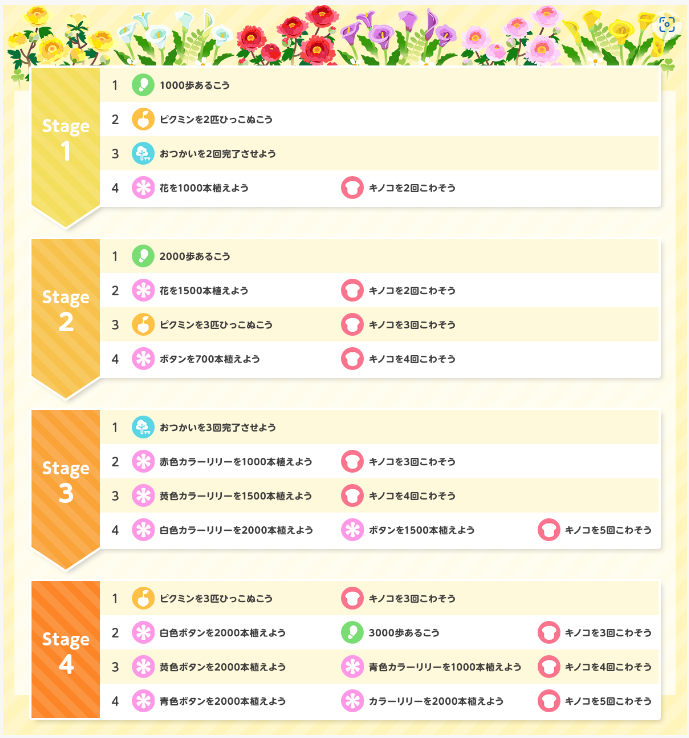 Stage
1
1 1000歩あるこう
2 ピクミンを2匹ひっこぬこう
3 おつかいを2回完了させよう
4 花を1000本植えよう キノコを2回こわそう
Stage
2
1 2000歩あるこう
2 花を1500本植えよう キノコを2回こわそう
3 ピクミンを3匹ひっこぬこう キノコを3回こわそう
4 ボタンを700本植えよう キノコを4回こわそう
Stage
3
1 おつかいを3回完了させよう
2 赤色カラーリリーを1000本植えよう キノコを3回こわそう
3 黄色カラーリリーを1500本植えよう キノコを4回こわそう
4 白色カラーリリーを2000本植えよう ボタンを1500本植えよう キノコを5回こわそう
Stage
4
1 ピクミンを3匹ひっこぬこう キノコを3回こわそう
2 白色ボタンを2000本植えよう 3000歩あるこう キノコを3回こわそう
3 黄色ボタンを2000本植えよう 青色カラーリリーを1000本植えよう キノコを4回こわそう
4 青色ボタンを2000本植えよう カラーリリーを2000本植えよう キノコを5回こわそう